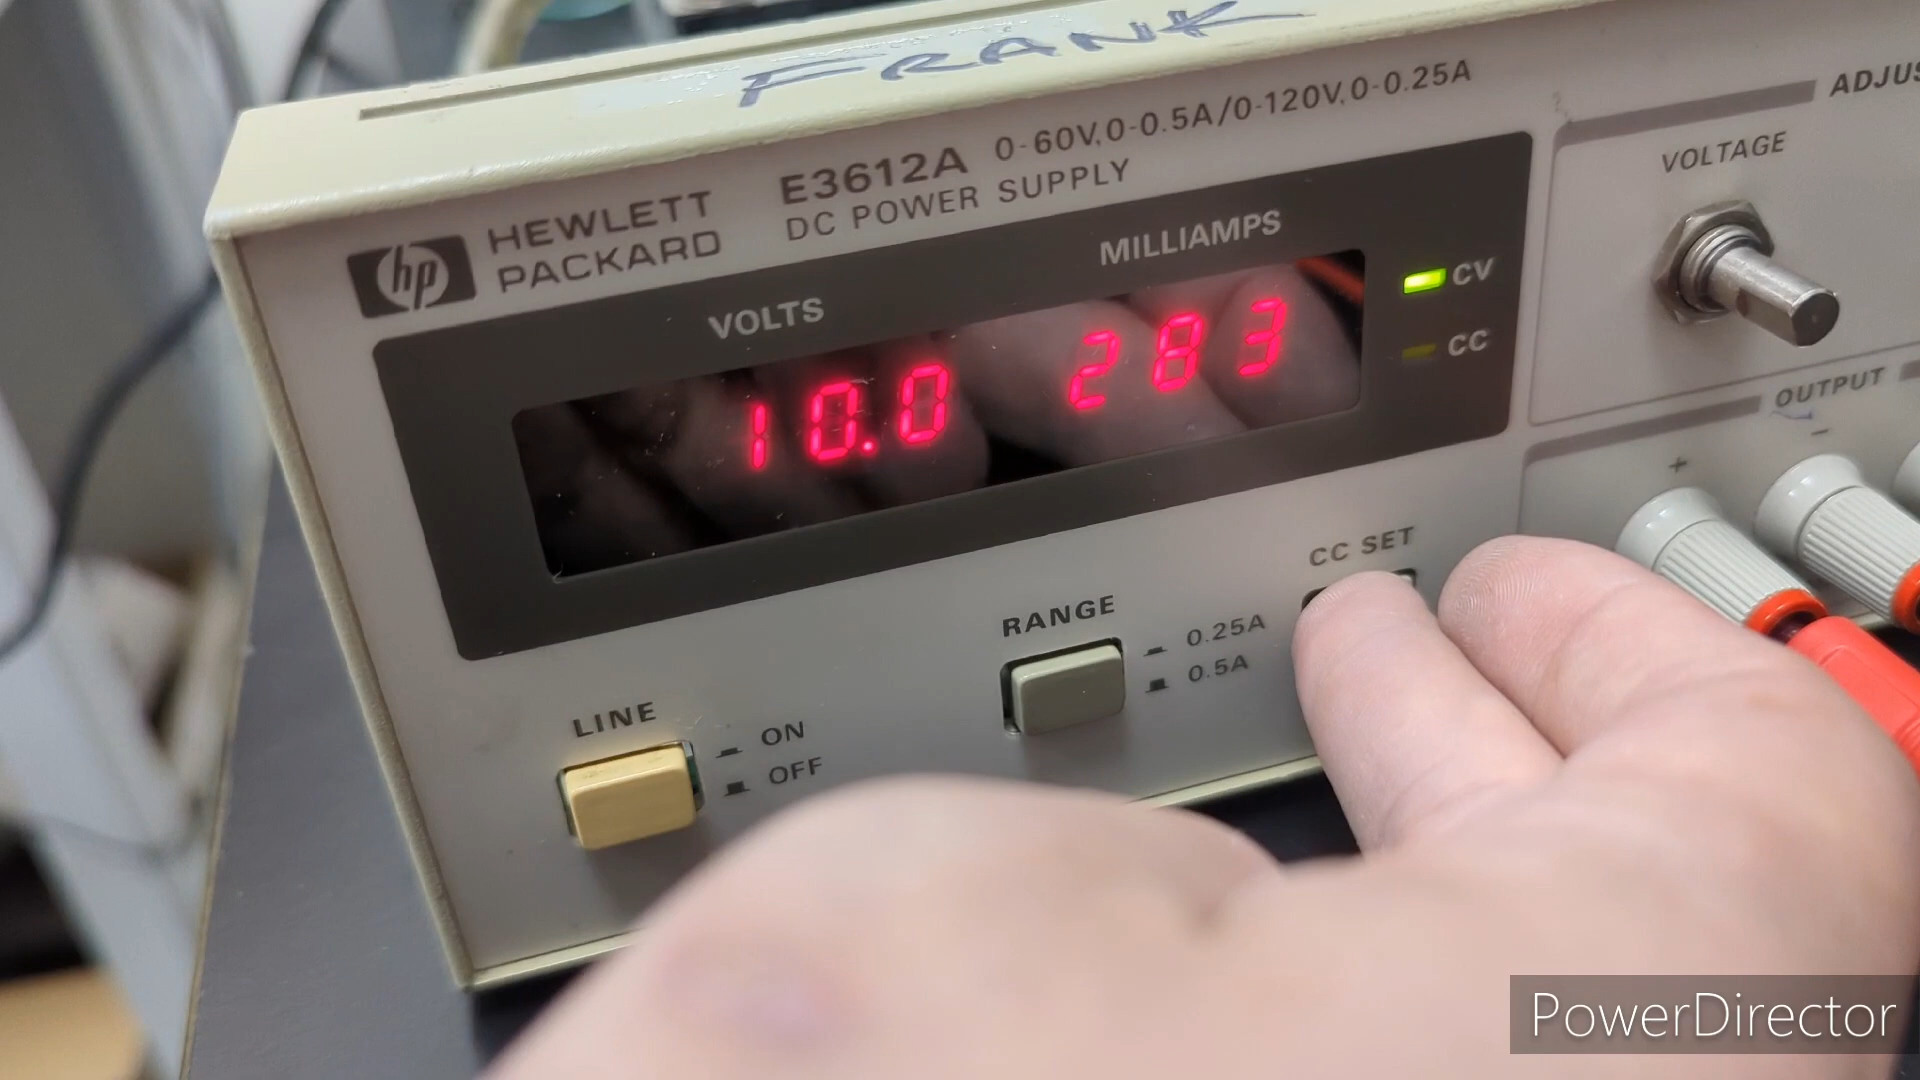 FRANK
hp HEWLETT PACKARD
E3612A 0-60V,0-0.5A/0-120V,0-0.25A
DC POWER SUPPLY
VOLTS
MILLIAMPS
10.0 283
CV
CC
VOLTAGE
OUTPUT
+ -
CC SET
RANGE
0.25A
0.5A
LINE
ON
OFF
PowerDirector